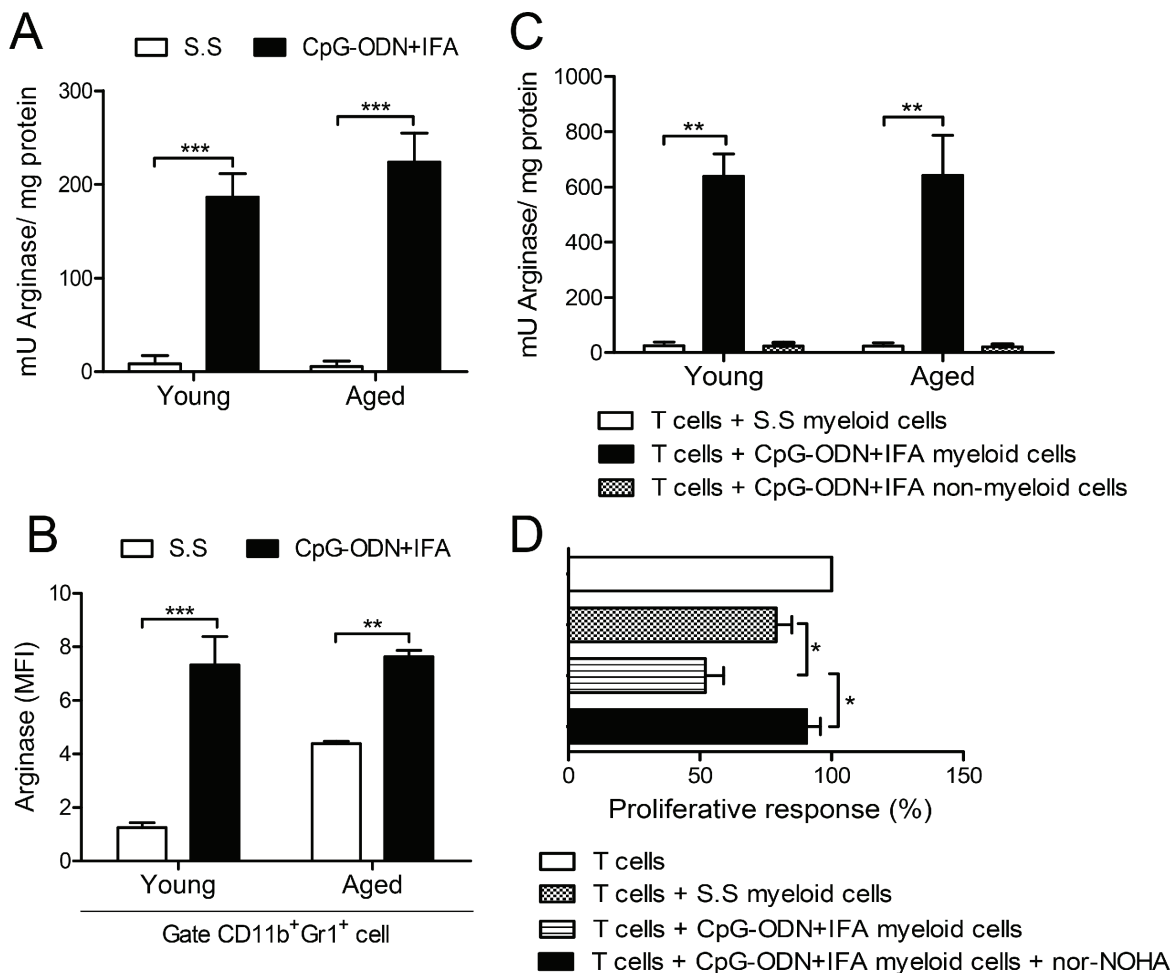 A
S.S CpG-ODN+IFA
mU Arginase/ mg protein
300
200
100
0
***
***
Young Aged
B
S.S CpG-ODN+IFA
Arginase (MFI)
10
8
6
4
2
0
***
**
Young Aged
Gate CD11b+Gr1+ cell
C
mU Arginase/ mg protein
1000
800
600
400
200
0
**
**
Young Aged
T cells + S.S myeloid cells
T cells + CpG-ODN+IFA myeloid cells
T cells + CpG-ODN+IFA non-myeloid cells
D
*
*
0 50 100 150
Proliferative response (%)
T cells
T cells + S.S myeloid cells
T cells + CpG-ODN+IFA myeloid cells
T cells + CpG-ODN+IFA myeloid cells + nor-NOHA